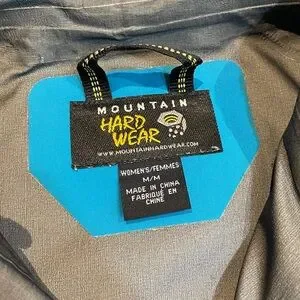 MOUNTAIN
HARD
WEAR
WWW.MOUNTAINHARDWEAR.COM
WOMEN'S/FEMMES
M/M
MADE IN CHINA
FABRIQUÉ EN
CHINE